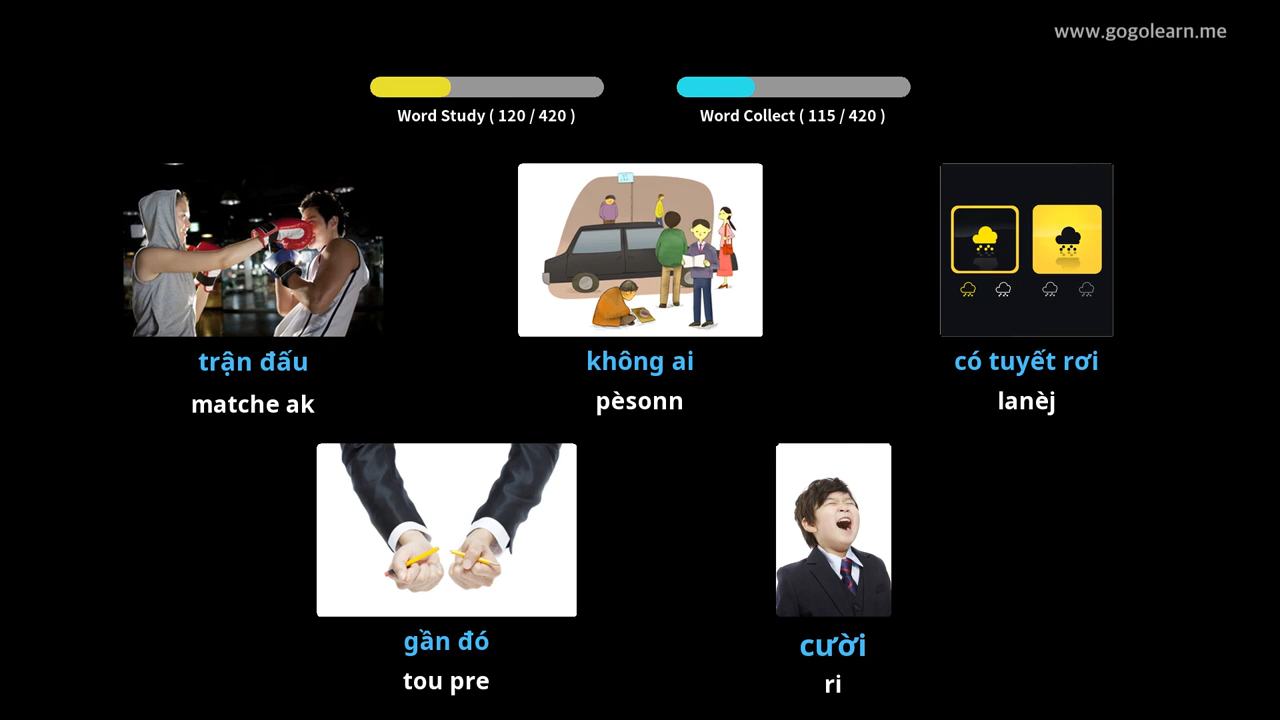 www.gogolearn.me
Word Study ( 120 / 420 )
Word Collect ( 115 / 420 )
trận đấu
matche ak
không ai
pèsonn
có tuyết rơi
lanèj
gần đó
tou pre
cười
ri